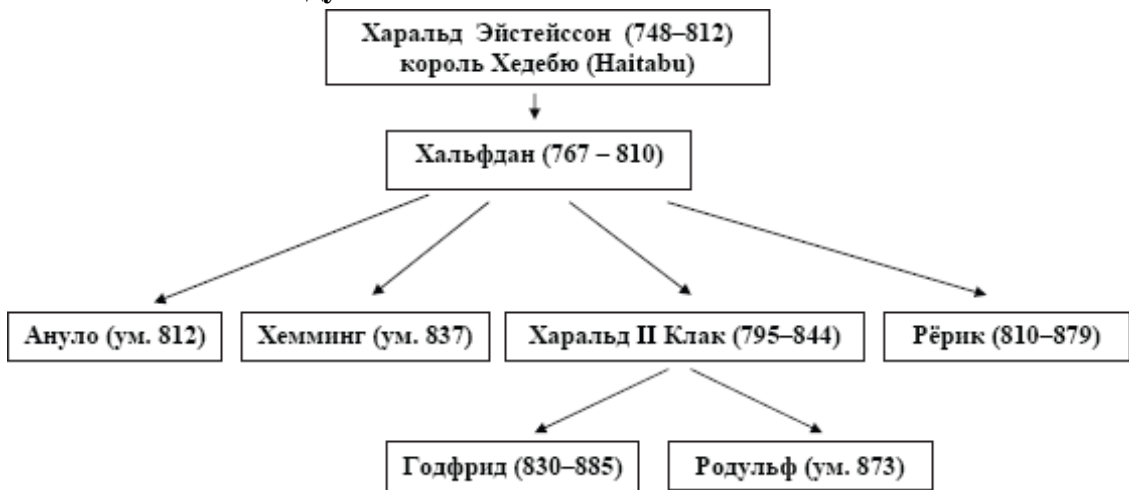 Харальд Эйстейссон (748–812)
король Хедебю (Haitabu)
Хальфдан (767 – 810)
Ануло (ум. 812)
Хемминг (ум. 837)
Харальд II Клак (795–844)
Рёрик (810–879)
Годфрид (830–885)
Родульф (ум. 873)